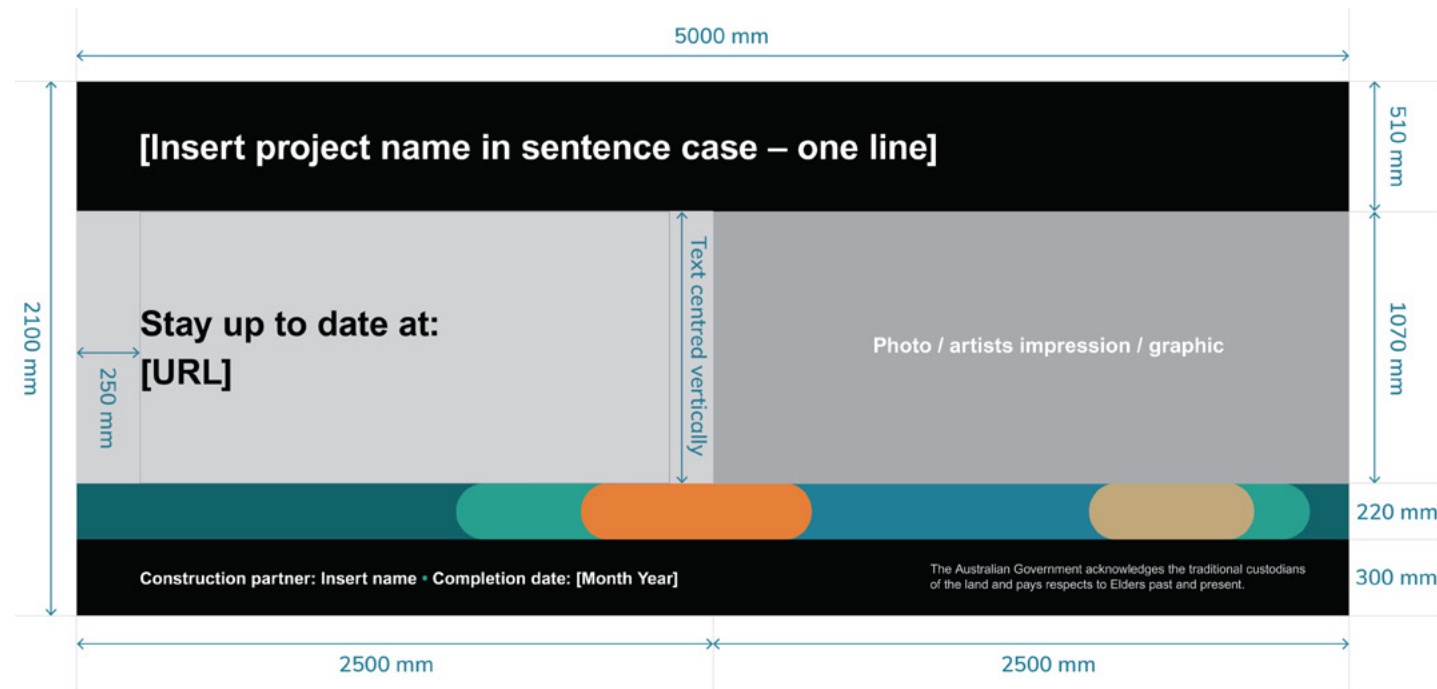 5000 mm
[Insert project name in sentence case – one line]
510 mm
2100 mm
250 mm
Stay up to date at:
[URL]
Text centred vertically
Photo / artists impression / graphic
1070 mm
220 mm
Construction partner: Insert name • Completion date: [Month Year]
The Australian Government acknowledges the traditional custodians
of the land and pays respects to Elders past and present.
300 mm
2500 mm
2500 mm